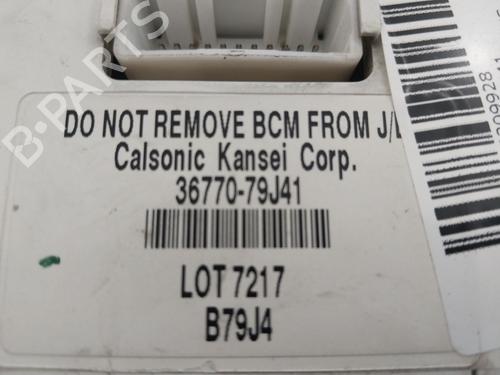 DO NOT REMOVE BCM FROM J/
Calsonic Kansei Corp.
36770-79J41
LOT 7217
B79J4
B-PARTS